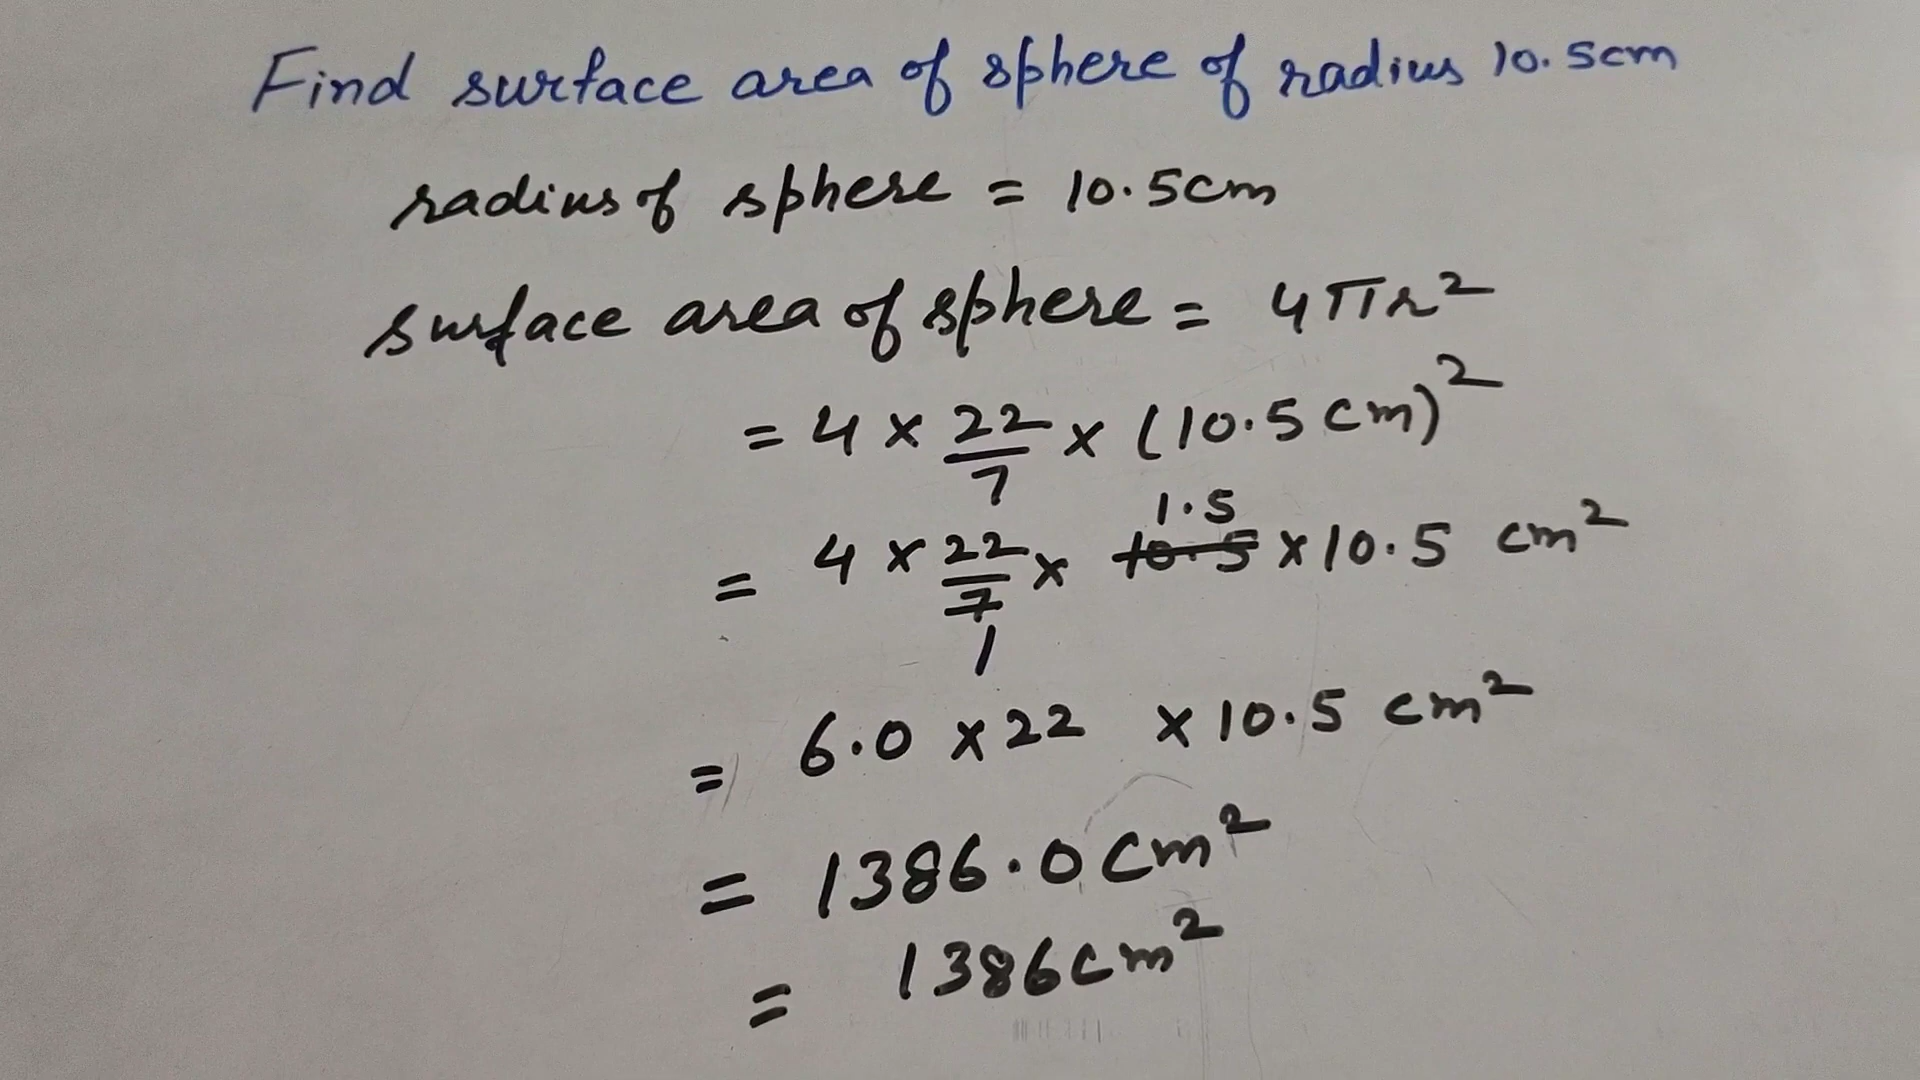 Find surface area of sphere of radius 10.5cm
radius of sphere = 10.5cm
surface area of sphere = 4πr²
= 4 × 22/7 × (10.5 cm)²
1.5
= 4 × 22/7 × 10.5 × 10.5 cm²
1
= 6.0 × 22 × 10.5 cm²
= 1386.0 cm²
= 1386 cm²